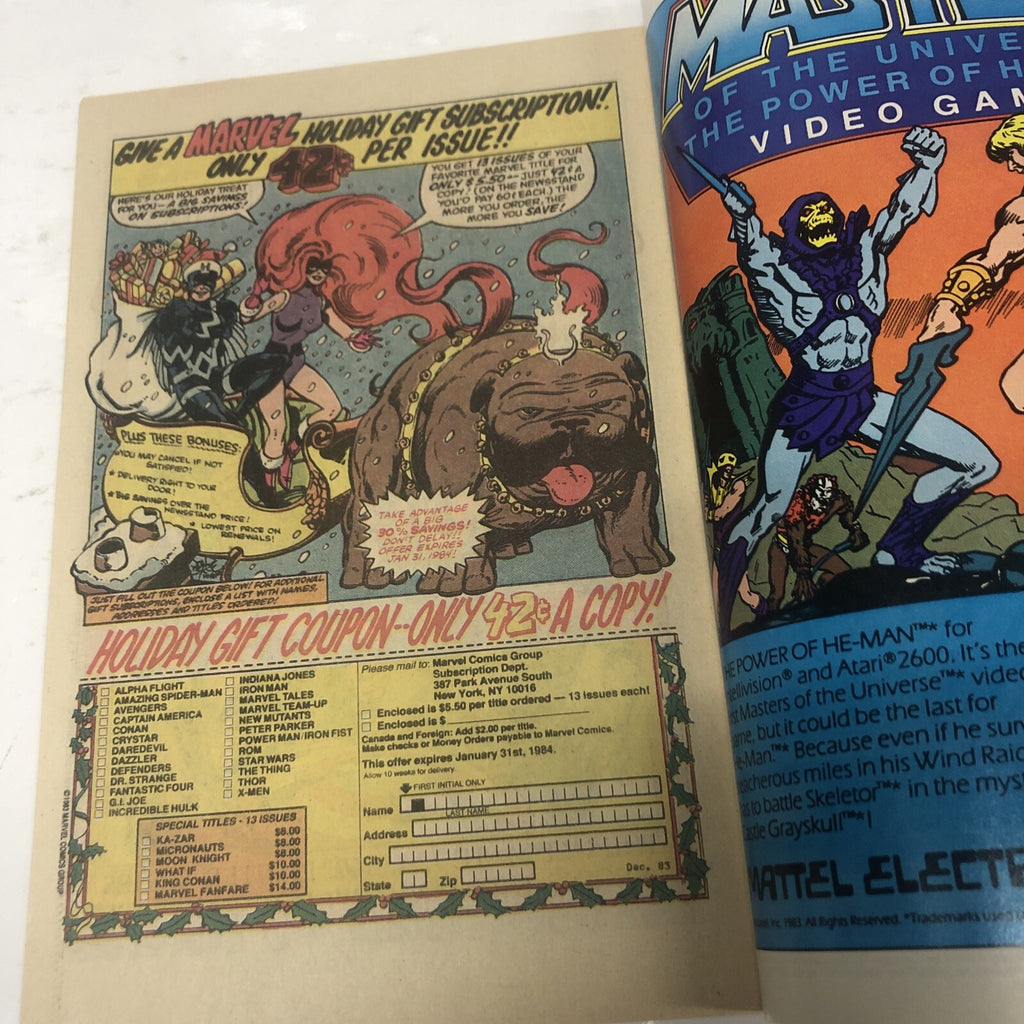 GIVE A MARVEL HOLIDAY GIFT SUBSCRIPTION!
ONLY 42¢ PER ISSUE!!
HERE'S OUR HOLIDAY TREAT
FOR YOU--A BIG SAVINGS
ON SUBSCRIPTIONS!
YOU GET 13 ISSUES OF YOUR
FAVORITE MARVEL TITLE FOR
ONLY $5.50--JUST 42¢ A
COPY! (ON THE NEWSSTAND
YOU'D PAY 60¢ EACH.) THE
MORE YOU ORDER, THE
MORE YOU SAVE!
PLUS THESE BONUSES:
YOU MAY CANCEL IF NOT
SATISFIED!
* DELIVERY RIGHT TO YOUR
DOOR!
* BIG SAVINGS OVER THE
NEWSSTAND PRICE!
* LOWEST PRICE ON
RENEWALS!
TAKE ADVANTAGE
OF A BIG
30% SAVINGS!
DON'T DELAY!!
OFFER EXPIRES
JAN 31, 1984!
JUST FILL OUT THE COUPON BELOW! FOR ADDITIONAL
GIFT SUBSCRIPTIONS, ENCLOSE A LIST WITH NAMES,
ADDRESSES AND TITLES ORDERED!
HOLIDAY GIFT COUPON--ONLY 42¢ A COPY!
ALPHA FLIGHT
AMAZING SPIDER-MAN
AVENGERS
CAPTAIN AMERICA
CONAN
CRYSTAR
DAREDEVIL
DAZZLER
DEFENDERS
DR. STRANGE
FANTASTIC FOUR
G.I. JOE
INCREDIBLE HULK
INDIANA JONES
IRON MAN
MARVEL TALES
MARVEL TEAM-UP
NEW MUTANTS
PETER PARKER
POWER MAN/IRON FIST
ROM
STAR WARS
THE THING
THOR
X-MEN
SPECIAL TITLES - 13 ISSUES
KA-ZAR $8.00
MICRONAUTS $8.00
MOON KNIGHT $8.00
WHAT IF $10.00
KING CONAN $10.00
MARVEL FANFARE $14.00
Please mail to: Marvel Comics Group
Subscription Dept.
387 Park Avenue South
New York, NY 10016
Enclosed is $5.50 per title ordered — 13 issues each!
Enclosed is $
Canada and Foreign: Add $2.00 per title.
Make checks or Money Orders payable to Marvel Comics.
This offer expires January 31st, 1984.
Allow 10 weeks for delivery.
FIRST INITIAL ONLY
Name
LAST NAME
Address
City
State Zip
Dec. 83
©1983 MARVEL COMICS GROUP
MAST
OF THE UNIVE
THE POWER OF H
VIDEO GAM
HE POWER OF HE-MAN™* for
tellivision® and Atari® 2600. It's the
st Masters of the Universe™* video
ame, but it could be the last for
e-Man.™* Because even if he surv
eacherous miles in his Wind Raid
as to battle Skeletor™* in the myst
astle Grayskull™*!
MATTEL ELECTR
Inc. 1983. All Rights Reserved. *Trademarks used